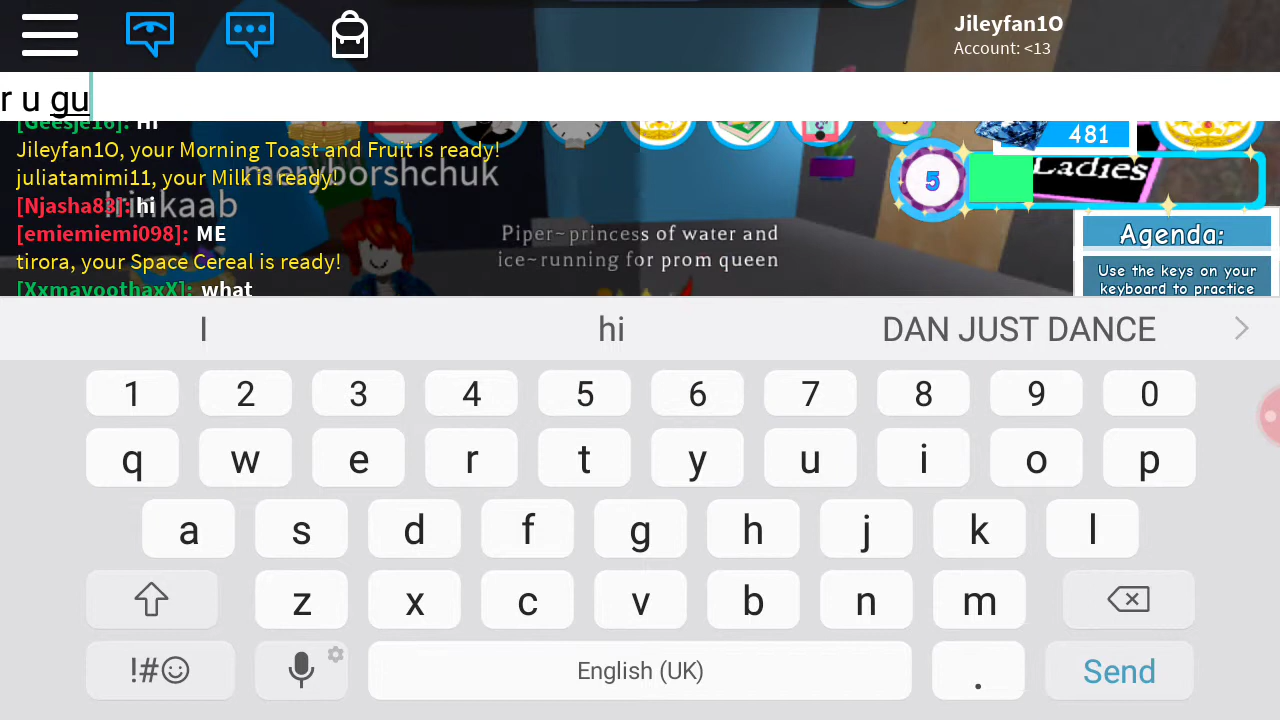 Jileyfan1O
Account: <13
r u gu
[Geesje16]: Hi
Jileyfan1O, your Morning Toast and Fruit is ready!
juliatamimi11, your Milk is ready!
meryborshchuk
[Njasha83]: hi
[emiemiemi098]: ME
tirora, your Space Cereal is ready!
[XxmavoothaxX]: what
Piper~princess of water and
ice~running for prom queen
481
5
Ladies
Agenda:
Use the keys on your
keyboard to practice
I hi DAN JUST DANCE
1 2 3 4 5 6 7 8 9 0
q w e r t y u i o p
a s d f g h j k l
z x c v b n m
!#☺ English (UK) . Send